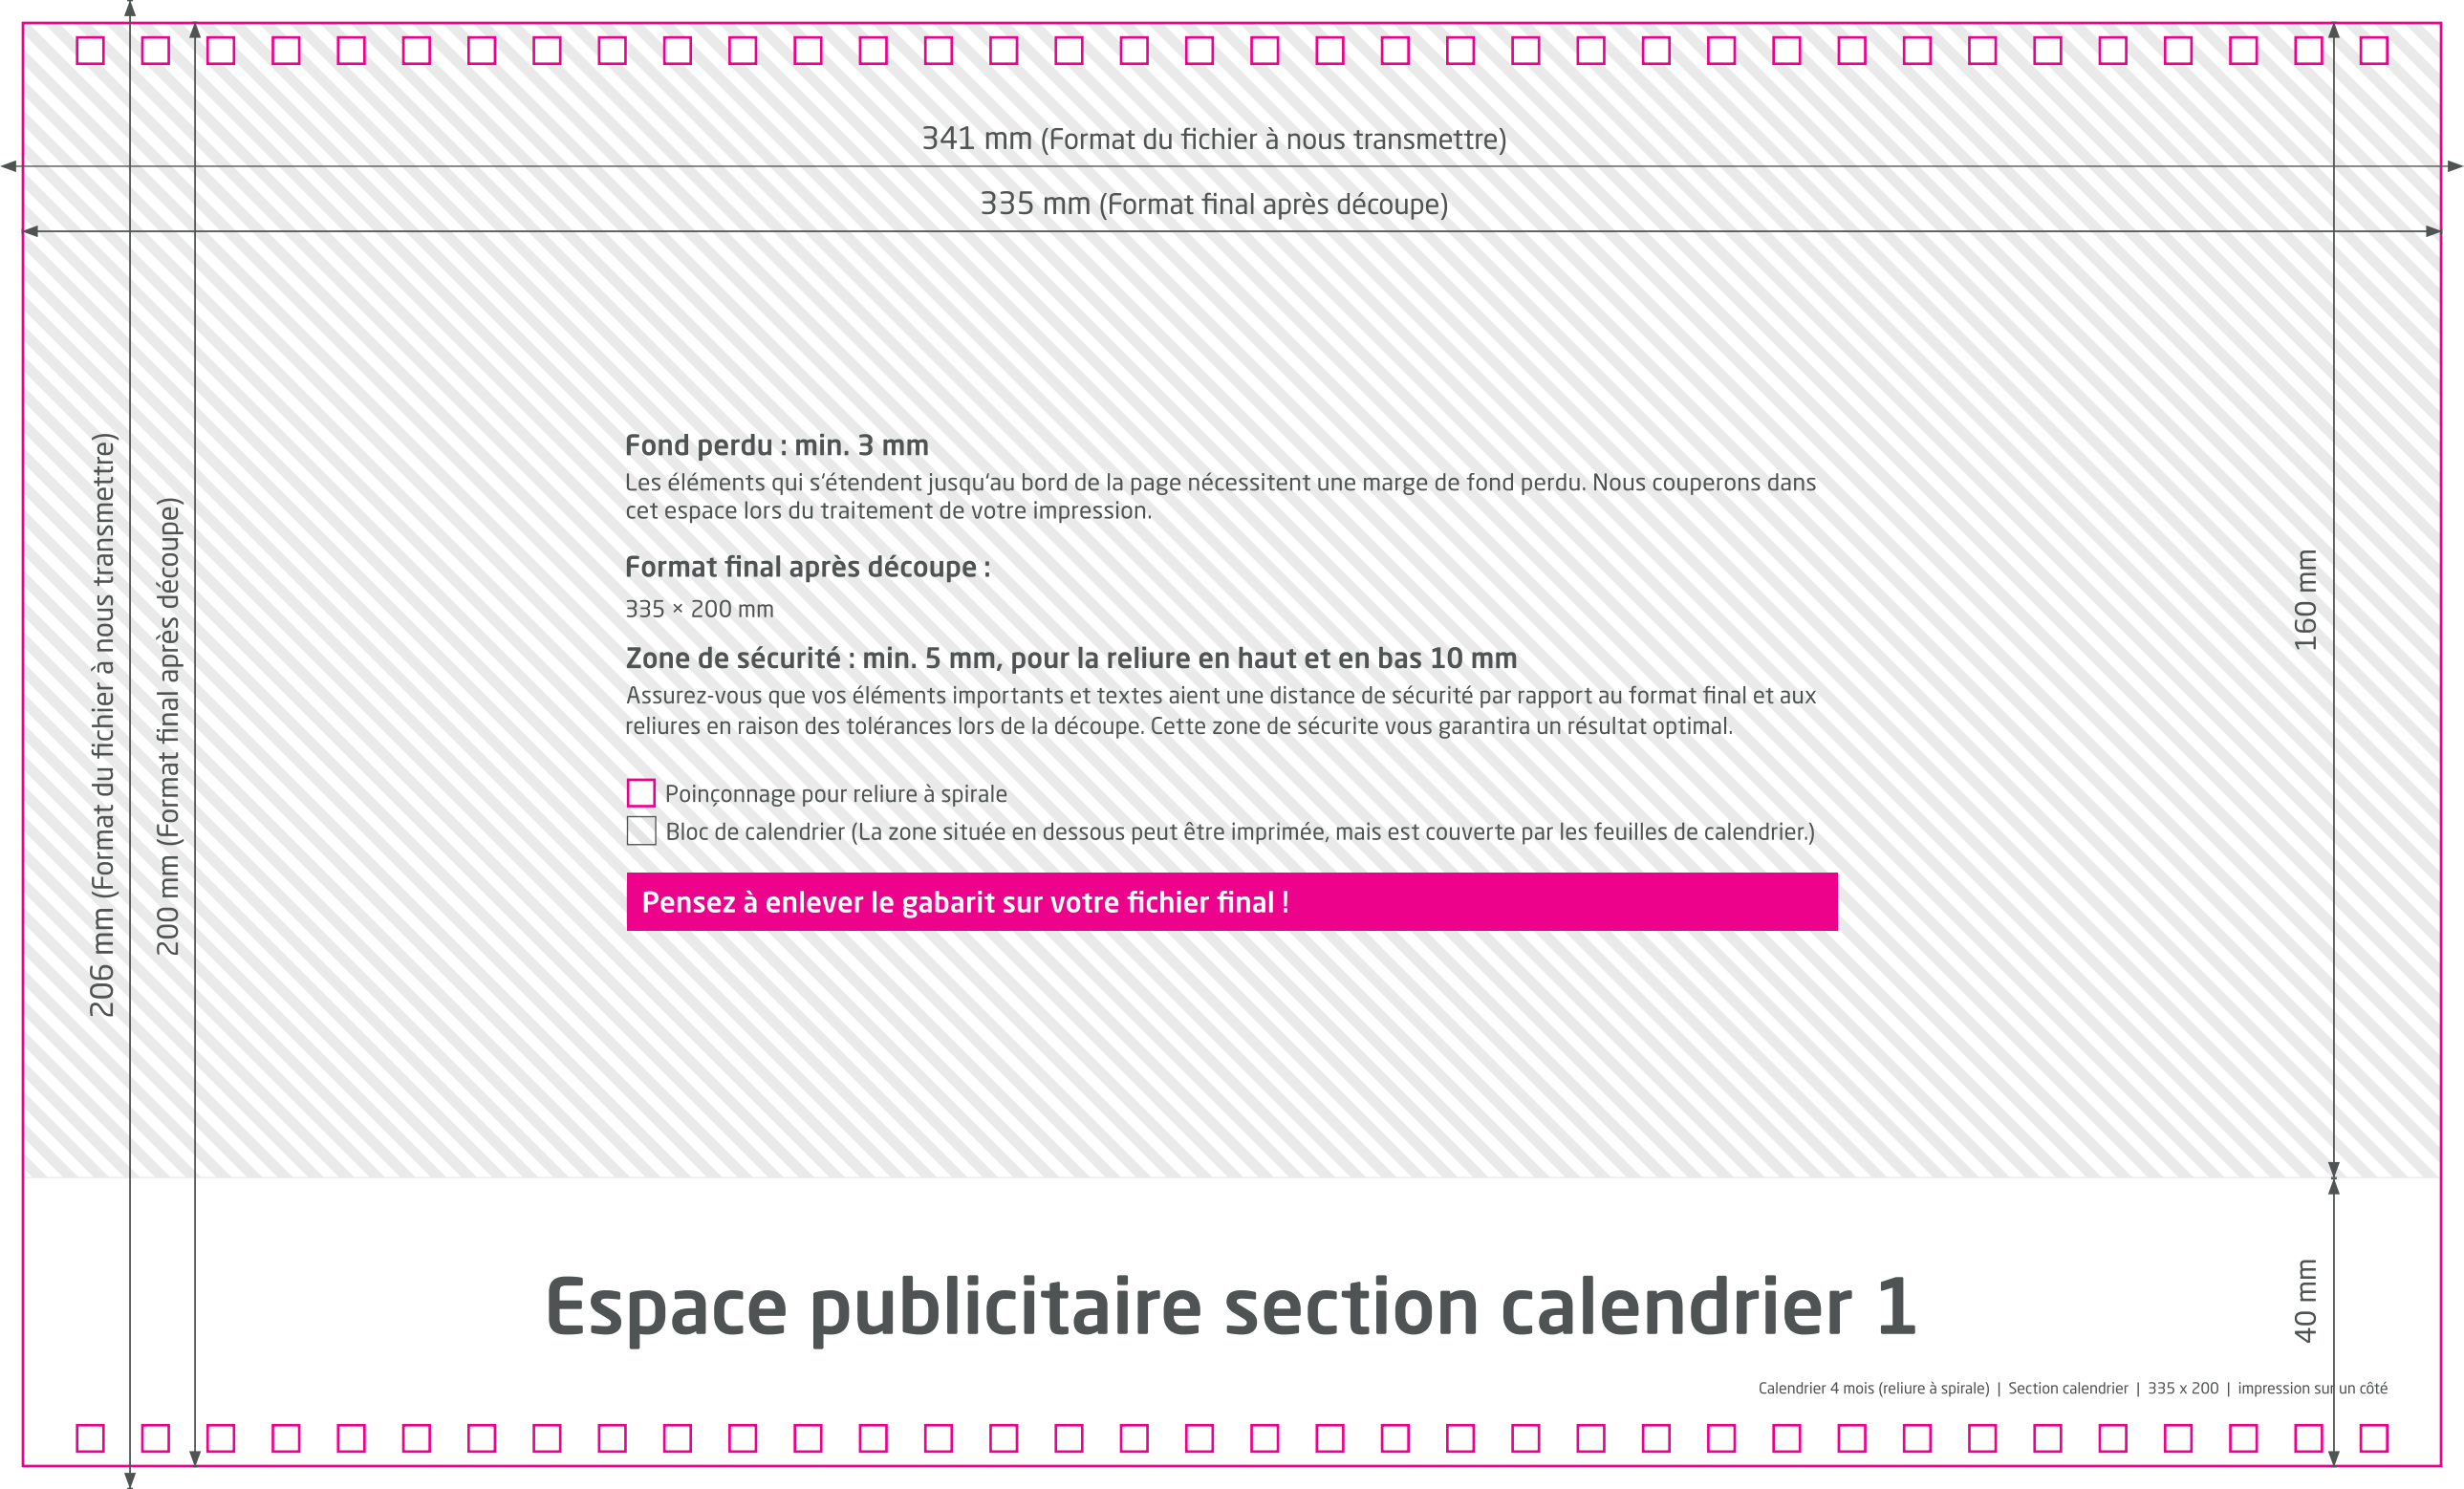 341 mm (Format du fichier à nous transmettre)
335 mm (Format final après découpe)
206 mm (Format du fichier à nous transmettre)
200 mm (Format final après découpe)
Fond perdu : min. 3 mm
Les éléments qui s‘étendent jusqu‘au bord de la page nécessitent une marge de fond perdu. Nous couperons dans
cet espace lors du traitement de votre impression.
Format final après découpe :
335 × 200 mm
Zone de sécurité : min. 5 mm, pour la reliure en haut et en bas 10 mm
Assurez-vous que vos éléments importants et textes aient une distance de sécurité par rapport au format final et aux
reliures en raison des tolérances lors de la découpe. Cette zone de sécurite vous garantira un résultat optimal.
Poinçonnage pour reliure à spirale
Bloc de calendrier (La zone située en dessous peut être imprimée, mais est couverte par les feuilles de calendrier.)
Pensez à enlever le gabarit sur votre fichier final !
160 mm
Espace publicitaire section calendrier 1
40 mm
Calendrier 4 mois (reliure à spirale) | Section calendrier | 335 x 200 | impression sur un côté